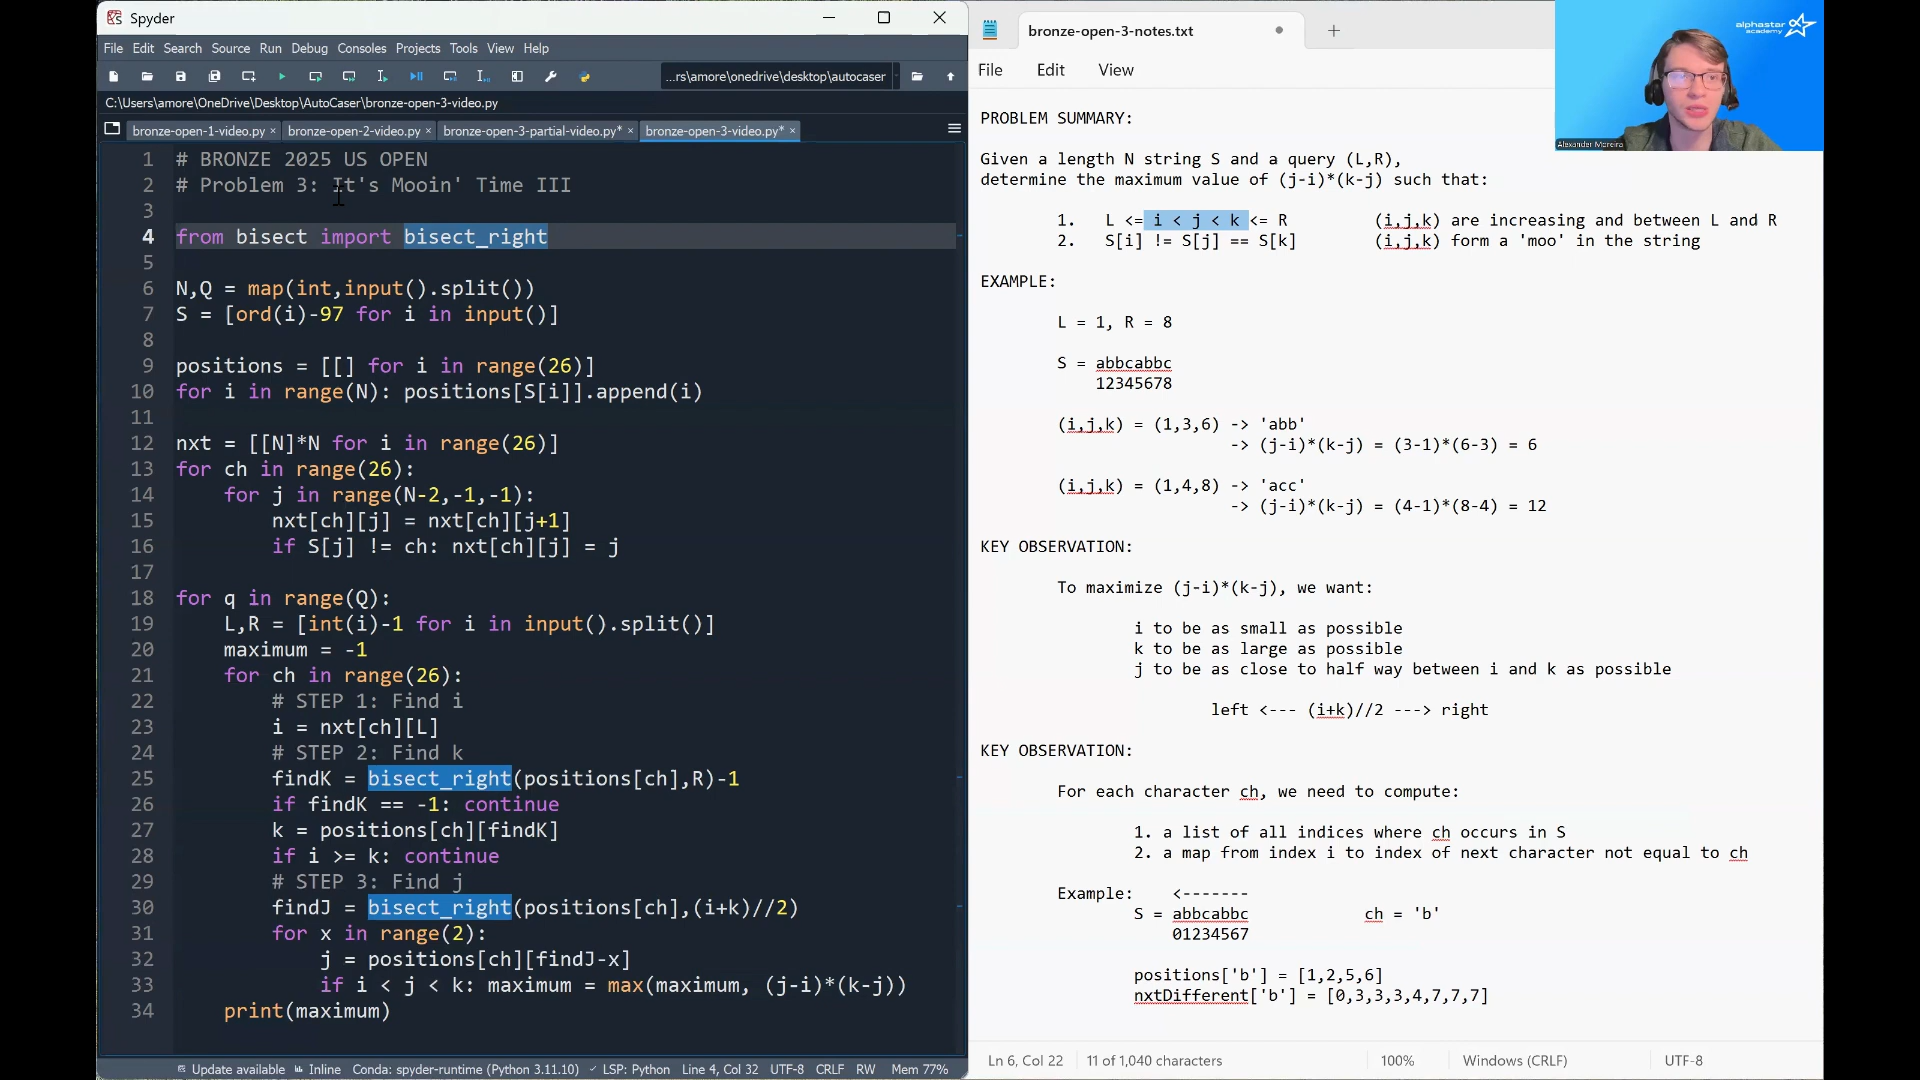 Spyder
File Edit Search Source Run Debug Consoles Projects Tools View Help
...rs\amore\onedrive\desktop\autocaser
C:\Users\amore\OneDrive\Desktop\AutoCaser\bronze-open-3-video.py
bronze-open-1-video.py × bronze-open-2-video.py × bronze-open-3-partial-video.py* × bronze-open-3-video.py* ×
1 # BRONZE 2025 US OPEN
2 # Problem 3: It's Mooin' Time III
3
4 from bisect import bisect_right
5
6 N,Q = map(int,input().split())
7 S = [ord(i)-97 for i in input()]
8
9 positions = [[] for i in range(26)]
10 for i in range(N): positions[S[i]].append(i)
11
12 nxt = [[N]*N for i in range(26)]
13 for ch in range(26):
14     for j in range(N-2,-1,-1):
15         nxt[ch][j] = nxt[ch][j+1]
16         if S[j] != ch: nxt[ch][j] = j
17
18 for q in range(Q):
19     L,R = [int(i)-1 for i in input().split()]
20     maximum = -1
21     for ch in range(26):
22         # STEP 1: Find i
23         i = nxt[ch][L]
24         # STEP 2: Find k
25         findK = bisect_right(positions[ch],R)-1
26         if findK == -1: continue
27         k = positions[ch][findK]
28         if i >= k: continue
29         # STEP 3: Find j
30         findJ = bisect_right(positions[ch],(i+k)//2)
31         for x in range(2):
32             j = positions[ch][findJ-x]
33             if i < j < k: maximum = max(maximum, (j-i)*(k-j))
34     print(maximum)
Update available Inline Conda: spyder-runtime (Python 3.11.10) LSP: Python Line 4, Col 32 UTF-8 CRLF RW Mem 77%
bronze-open-3-notes.txt
File Edit View
PROBLEM SUMMARY:
Given a length N string S and a query (L,R),
determine the maximum value of (j-i)*(k-j) such that:
1. L <= i < j < k <= R (i,j,k) are increasing and between L and R
2. S[i] != S[j] == S[k] (i,j,k) form a 'moo' in the string
EXAMPLE:
L = 1, R = 8
S = abbcabbc
12345678
(i,j,k) = (1,3,6) -> 'abb'
-> (j-i)*(k-j) = (3-1)*(6-3) = 6
(i,j,k) = (1,4,8) -> 'acc'
-> (j-i)*(k-j) = (4-1)*(8-4) = 12
KEY OBSERVATION:
To maximize (j-i)*(k-j), we want:
i to be as small as possible
k to be as large as possible
j to be as close to half way between i and k as possible
left <--- (i+k)//2 ---> right
KEY OBSERVATION:
For each character ch, we need to compute:
1. a list of all indices where ch occurs in S
2. a map from index i to index of next character not equal to ch
Example: <-------
S = abbcabbc ch = 'b'
01234567
positions['b'] = [1,2,5,6]
nxtDifferent['b'] = [0,3,3,3,4,7,7,7]
Ln 6, Col 22 11 of 1,040 characters 100% Windows (CRLF) UTF-8
alphastar
academy
Alexander Moreira